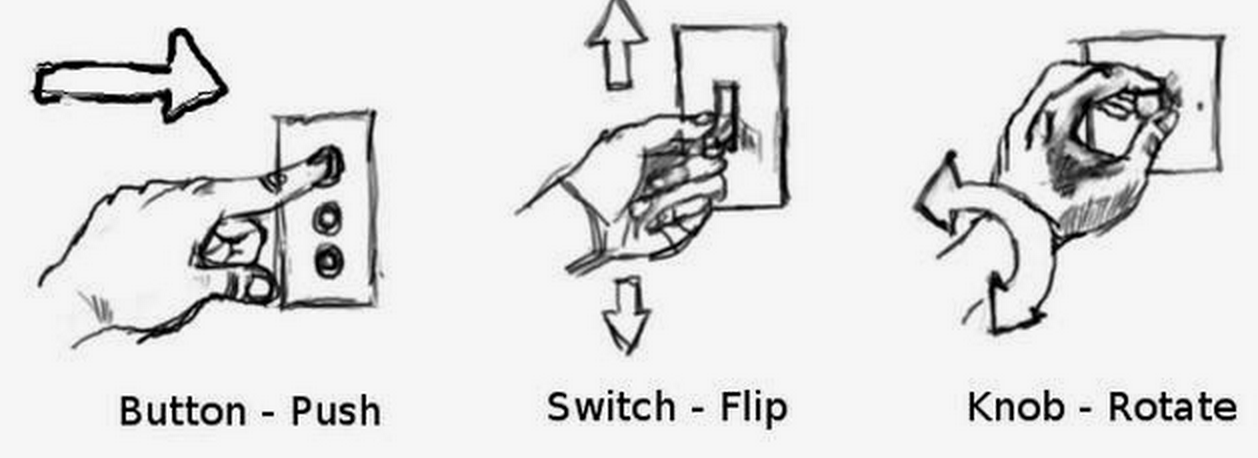 Button - Push
Switch - Flip
Knob - Rotate